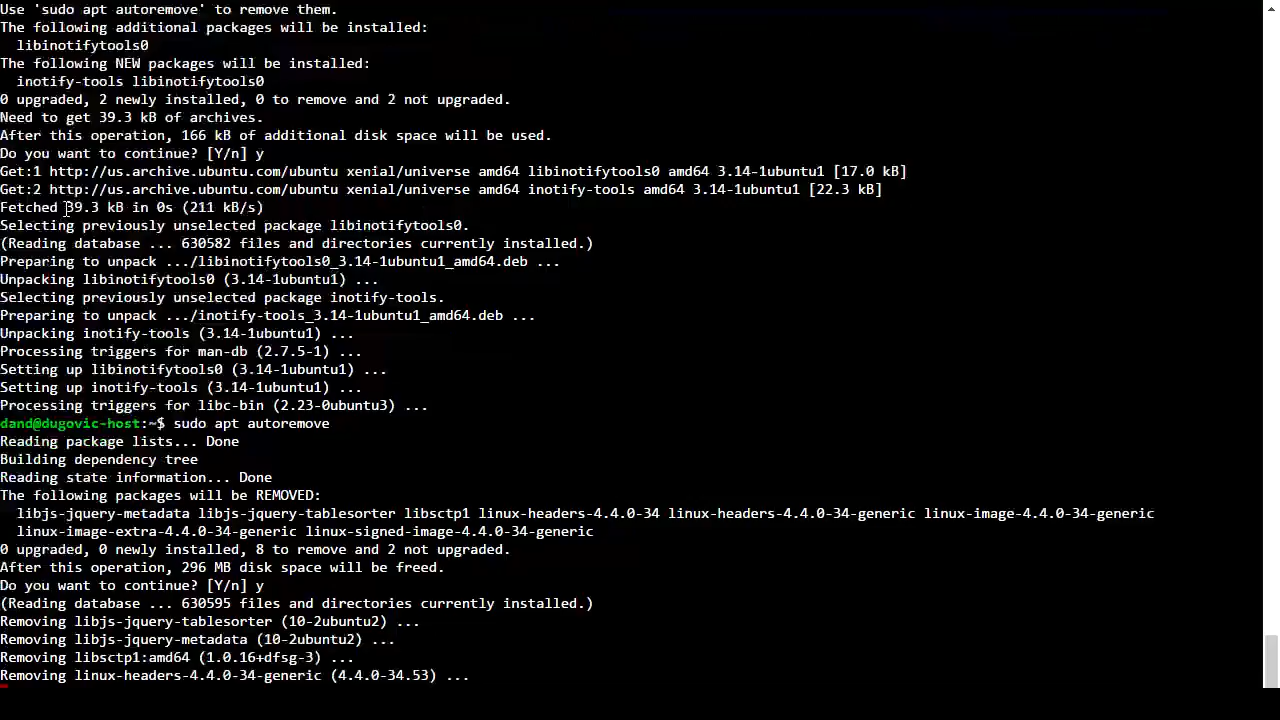 Use 'sudo apt autoremove' to remove them.
The following additional packages will be installed:
  libinotifytools0
The following NEW packages will be installed:
  inotify-tools libinotifytools0
0 upgraded, 2 newly installed, 0 to remove and 2 not upgraded.
Need to get 39.3 kB of archives.
After this operation, 166 kB of additional disk space will be used.
Do you want to continue? [Y/n] y
Get:1 http://us.archive.ubuntu.com/ubuntu xenial/universe amd64 libinotifytools0 amd64 3.14-1ubuntu1 [17.0 kB]
Get:2 http://us.archive.ubuntu.com/ubuntu xenial/universe amd64 inotify-tools amd64 3.14-1ubuntu1 [22.3 kB]
Fetched 39.3 kB in 0s (211 kB/s)
Selecting previously unselected package libinotifytools0.
(Reading database ... 630582 files and directories currently installed.)
Preparing to unpack .../libinotifytools0_3.14-1ubuntu1_amd64.deb ...
Unpacking libinotifytools0 (3.14-1ubuntu1) ...
Selecting previously unselected package inotify-tools.
Preparing to unpack .../inotify-tools_3.14-1ubuntu1_amd64.deb ...
Unpacking inotify-tools (3.14-1ubuntu1) ...
Processing triggers for man-db (2.7.5-1) ...
Setting up libinotifytools0 (3.14-1ubuntu1) ...
Setting up inotify-tools (3.14-1ubuntu1) ...
Processing triggers for libc-bin (2.23-0ubuntu3) ...
dand@dugovic-host:~$ sudo apt autoremove
Reading package lists... Done
Building dependency tree
Reading state information... Done
The following packages will be REMOVED:
  libjs-jquery-metadata libjs-jquery-tablesorter libsctp1 linux-headers-4.4.0-34 linux-headers-4.4.0-34-generic linux-image-4.4.0-34-generic
  linux-image-extra-4.4.0-34-generic linux-signed-image-4.4.0-34-generic
0 upgraded, 0 newly installed, 8 to remove and 2 not upgraded.
After this operation, 296 MB disk space will be freed.
Do you want to continue? [Y/n] y
(Reading database ... 630595 files and directories currently installed.)
Removing libjs-jquery-tablesorter (10-2ubuntu2) ...
Removing libjs-jquery-metadata (10-2ubuntu2) ...
Removing libsctp1:amd64 (1.0.16+dfsg-3) ...
Removing linux-headers-4.4.0-34-generic (4.4.0-34.53) ...